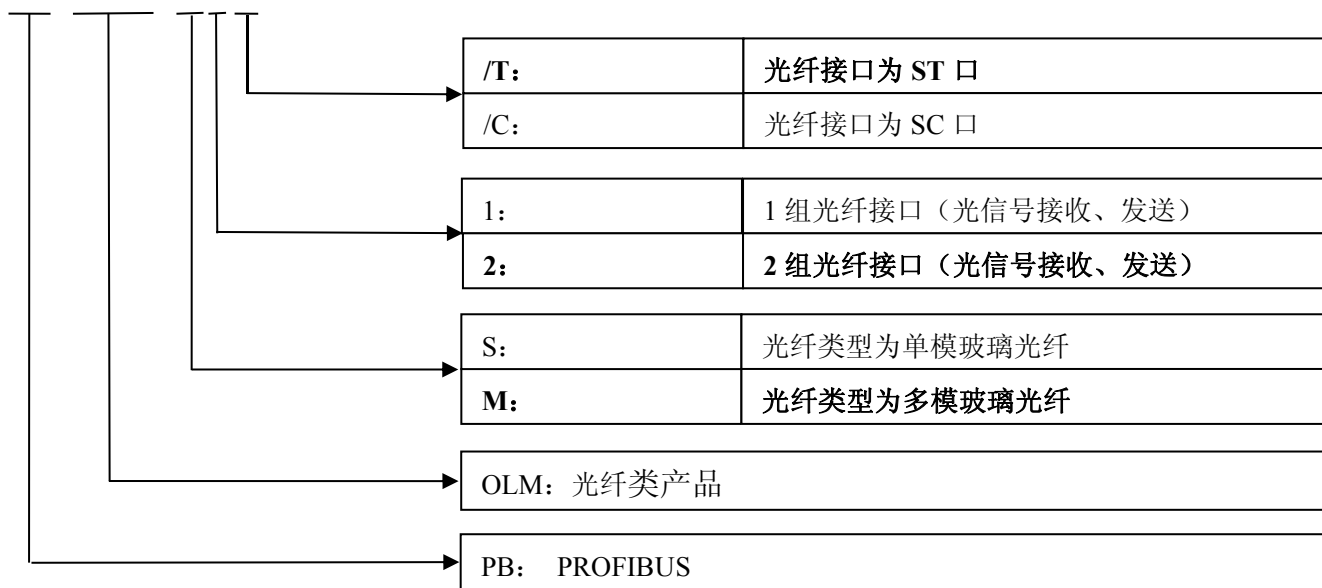 /T： 光纤接口为 ST 口
/C： 光纤接口为 SC 口
1： 1 组光纤接口（光信号接收、发送）
2： 2 组光纤接口（光信号接收、发送）
S： 光纤类型为单模玻璃光纤
M： 光纤类型为多模玻璃光纤
OLM：光纤类产品
PB： PROFIBUS